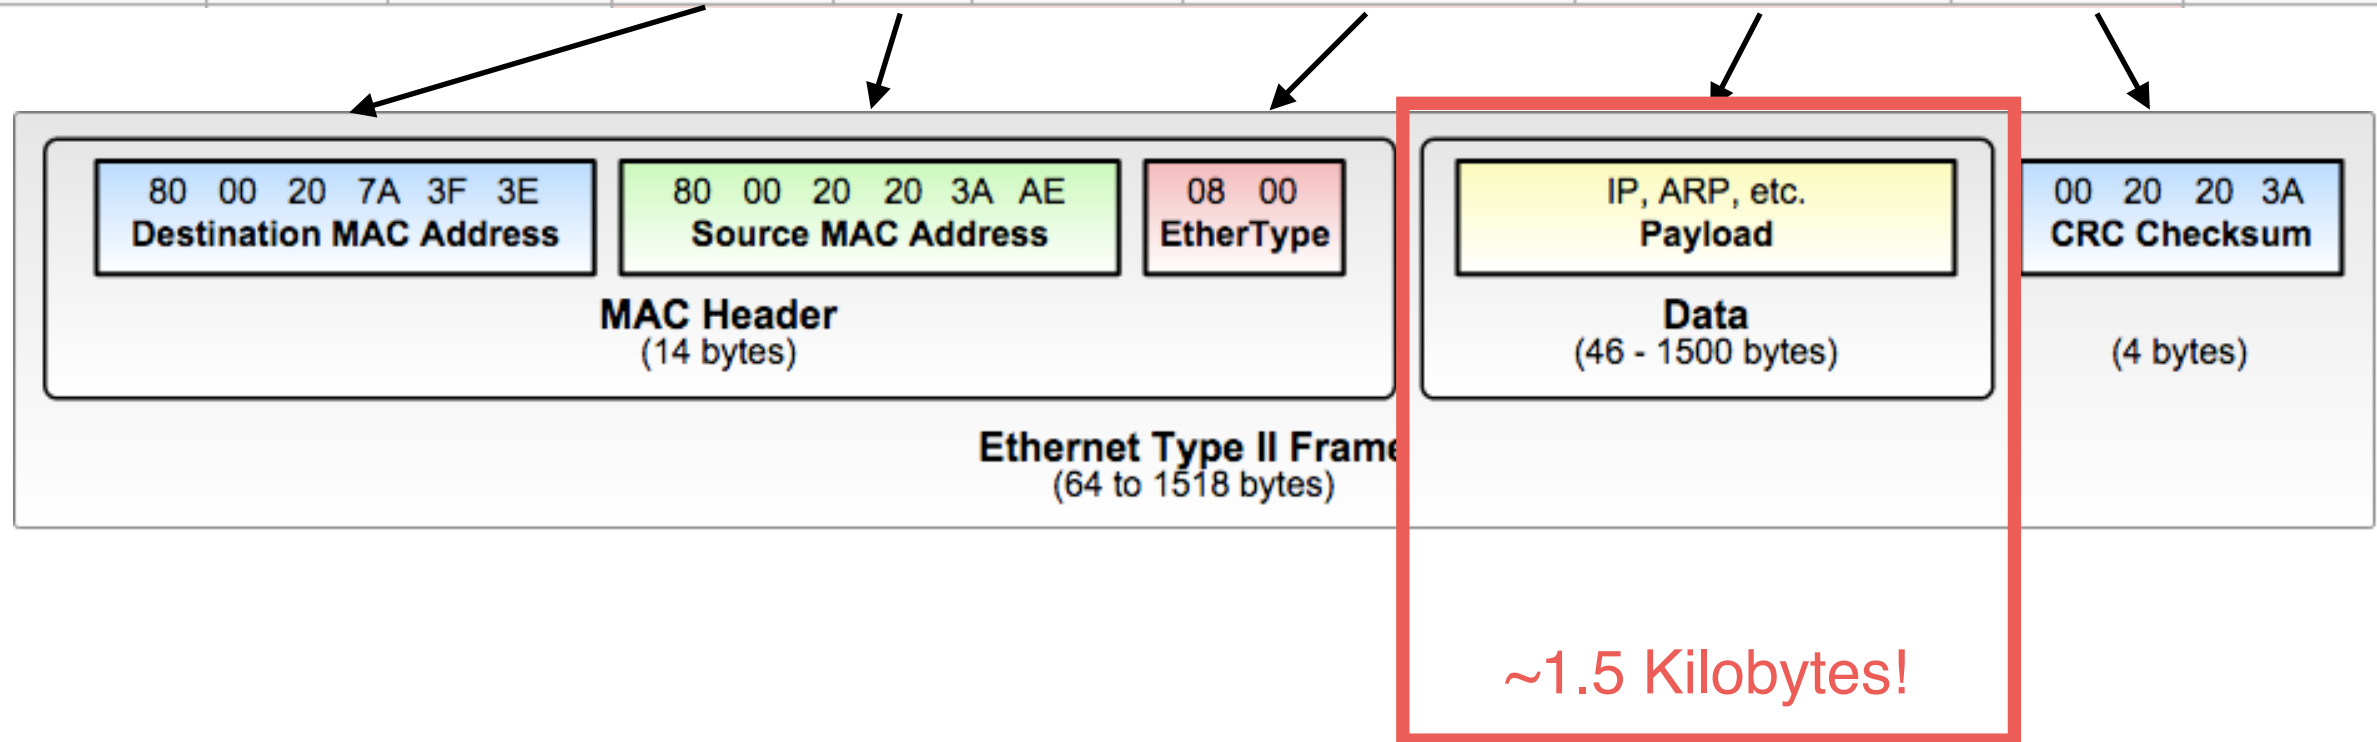 80 00 20 7A 3F 3E
Destination MAC Address
80 00 20 20 3A AE
Source MAC Address
08 00
EtherType
IP, ARP, etc.
Payload
00 20 20 3A
CRC Checksum
MAC Header
(14 bytes)
Data
(46 - 1500 bytes)
(4 bytes)
Ethernet Type II Frame
(64 to 1518 bytes)
~1.5 Kilobytes!